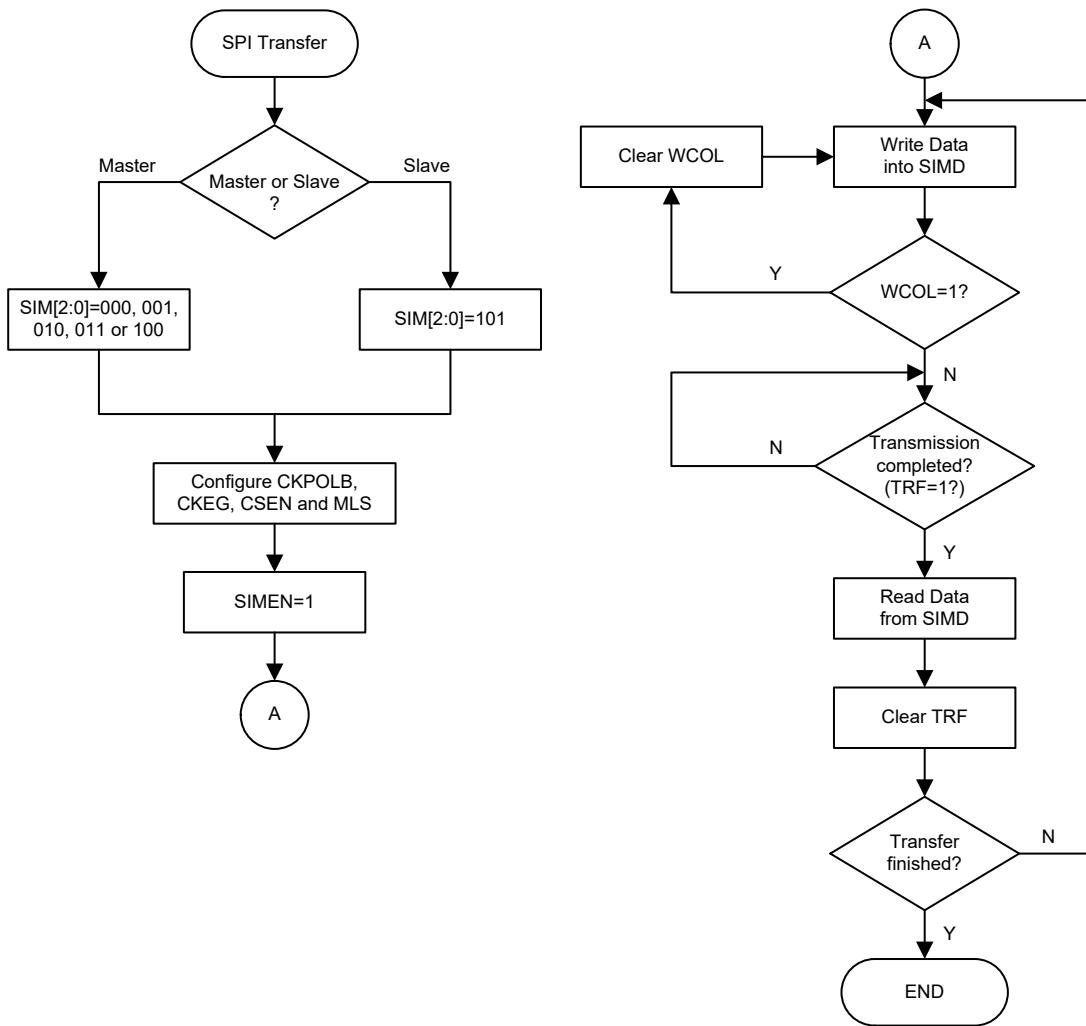 SPI Transfer
Master
Slave
Master or Slave
?
SIM[2:0]=000, 001,
010, 011 or 100
SIM[2:0]=101
Configure CKPOLB,
CKEG, CSEN and MLS
SIMEN=1
A
A
Clear WCOL
Write Data
into SIMD
Y
WCOL=1?
N
N
Transmission
completed?
(TRF=1?)
Y
Read Data
from SIMD
Clear TRF
Transfer
finished?
N
Y
END